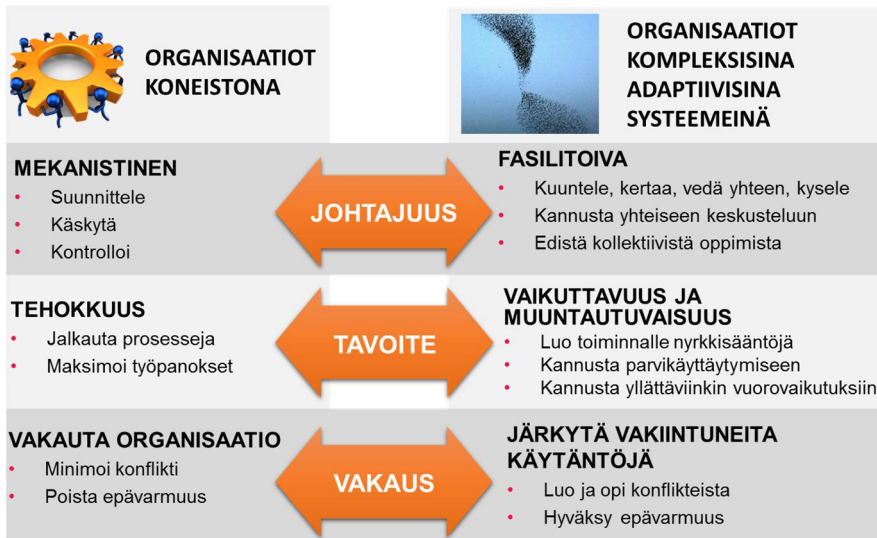 ORGANISAATIOT
KONEISTONA
ORGANISAATIOT
KOMPLEKSISINA
ADAPTIIVISINA
SYSTEEMEINÄ
MEKANISTINEN
• Suunnittele
• Käskytä
• Kontrolloi
JOHTAJUUS
FASILITOIVA
• Kuuntele, kertaa, vedä yhteen, kysele
• Kannusta yhteiseen keskusteluun
• Edistä kollektiivistä oppimista
TEHOKKUUS
• Jalkauta prosesseja
• Maksimoi työpanokset
TAVOITE
VAIKUTTAVUUS JA
MUUNTAUTUVAISUUS
• Luo toiminnalle nyrkkisääntöjä
• Kannusta parvikäyttäytymiseen
• Kannusta yllättäviinkin vuorovaikutuksiin
VAKAUTA ORGANISAATIO
• Minimoi konflikti
• Poista epävarmuus
VAKAUS
JÄRKYTÄ VAKIINTUNEITA
KÄYTÄNTÖJÄ
• Luo ja opi konflikteista
• Hyväksy epävarmuus